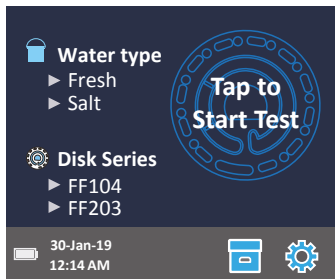 Water type
▶ Fresh
▶ Salt
Tap to
Start Test
Disk Series
▶ FF104
▶ FF203
30-Jan-19
12:14 AM